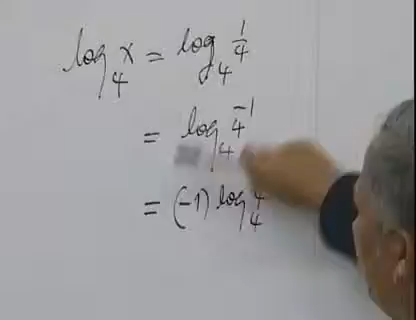 log₄ x = log₄ 1/4
= log₄ 4⁻¹
= (-1) log₄ 4